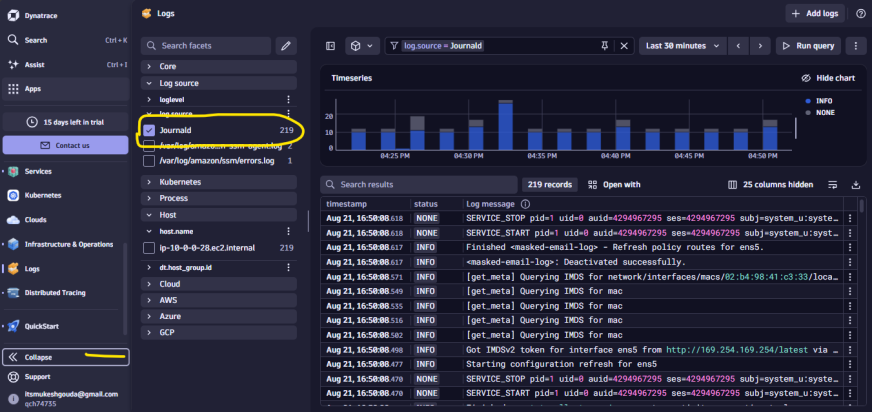 Dynatrace
Search Ctrl+K
Assist Ctrl+I
Apps
15 days left in trial
Contact us
Services
Kubernetes
Clouds
Infrastructure & Operations
Logs
Distributed Tracing
QuickStart
Collapse
Support
itsmukeshgouda@gmail.com
qch74735
Logs
Add logs
Search facets
Core
Log source
loglevel
log.source
Journald 219
/var/log/amazo...n-ssm-agent.log 2
/var/log/amazon/ssm/errors.log 1
Kubernetes
Process
Host
host.name
ip-10-0-0-28.ec2.internal 219
dt.host_group.id
Cloud
AWS
Azure
GCP
log.source = Journald
Last 30 minutes
Run query
Timeseries
Hide chart
20
10
0
04:25 PM 04:30 PM 04:35 PM 04:40 PM 04:45 PM 04:50 PM
INFO
NONE
Search results
219 records
Open with
25 columns hidden
timestamp status Log message
Aug 21, 16:50:08.618 NONE SERVICE_STOP pid=1 uid=0 auid=4294967295 ses=4294967295 subj=system_u:syste…
Aug 21, 16:50:08.618 NONE SERVICE_START pid=1 uid=0 auid=4294967295 ses=4294967295 subj=system_u:syst…
Aug 21, 16:50:08.617 INFO Finished <masked-email-log> - Refresh policy routes for ens5.
Aug 21, 16:50:08.617 INFO <masked-email-log>: Deactivated successfully.
Aug 21, 16:50:08.571 INFO [get_meta] Querying IMDS for network/interfaces/macs/02:b4:98:41:c3:33/loca…
Aug 21, 16:50:08.549 INFO [get_meta] Querying IMDS for mac
Aug 21, 16:50:08.535 INFO [get_meta] Querying IMDS for mac
Aug 21, 16:50:08.516 INFO [get_meta] Querying IMDS for mac
Aug 21, 16:50:08.502 INFO [get_meta] Querying IMDS for mac
Aug 21, 16:50:08.498 INFO Got IMDSv2 token for interface ens5 from http://169.254.169.254/latest via …
Aug 21, 16:50:08.477 INFO Starting configuration refresh for ens5
Aug 21, 16:50:08.470 NONE SERVICE_STOP pid=1 uid=0 auid=4294967295 ses=4294967295 subj=system_u:syste…
Aug 21, 16:50:08.470 NONE SERVICE_START pid=1 uid=0 auid=4294967295 ses=4294967295 subj=system_u:syst…